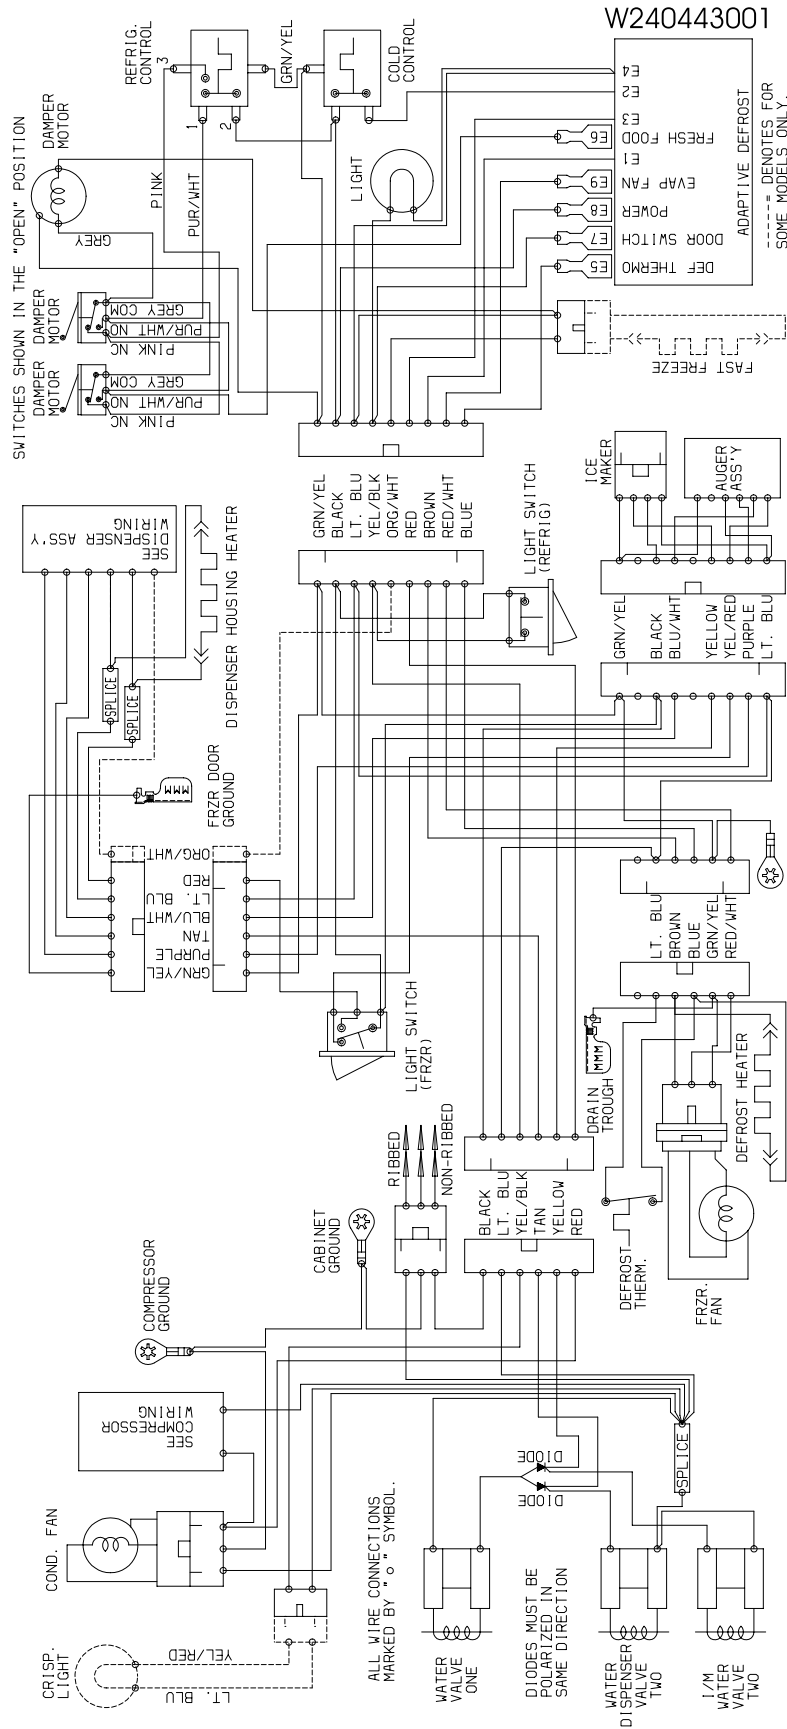 W240443001
REFRIG.
CONTROL
3
1
2
GRN/YEL
COLD
CONTROL
SWITCHES SHOWN IN THE "OPEN" POSITION
DAMPER
MOTOR
GREY
PINK
PUR/WHT
LIGHT
E4
E2
E3
E6
FRESH FOOD
E1
E9
EVAP FAN
E8
POWER
E7
DOOR SWITCH
E5
DEF THERMO
ADAPTIVE DEFROST
----= DENOTES FOR
SOME MODELS ONLY.
DAMPER
MOTOR
GREY COM
PUR/WHT NO
PINK NC
DAMPER
MOTOR
GREY COM
PUR/WHT NO
PINK NC
FAST FREEZE
GRN/YEL
BLACK
LT. BLU
YEL/BLK
ORG/WHT
RED
BROWN
RED/WHT
BLUE
LIGHT SWITCH
(REFRIG)
ICE
MAKER
AUGER
ASS'Y
SEE
DISPENSER ASS'Y
WIRING
DISPENSER HOUSING HEATER
SPLICE
SPLICE
FRZR DOOR
GROUND
GRN/YEL
BLACK
BLU/WHT
YELLOW
YEL/RED
PURPLE
LT. BLU
ORG/WHT
RED
LT. BLU
BLU/WHT
TAN
PURPLE
GRN/YEL
LIGHT SWITCH
(FRZR)
LT. BLU
BROWN
BLUE
GRN/YEL
RED/WHT
DRAIN
TROUGH
DEFROST HEATER
RIBBED
NON-RIBBED
CABINET
GROUND
BLACK
LT. BLU
YEL/BLK
TAN
YELLOW
RED
DEFROST
THERM.
FRZR.
FAN
COMPRESSOR
GROUND
SEE
COMPRESSOR
WIRING
COND. FAN
DIODE
DIODE
SPLICE
ALL WIRE CONNECTIONS
MARKED BY "o" SYMBOL.
CRISP.
LIGHT
YEL/RED
LT. BLU
WATER
VALVE
ONE
DIODES MUST BE
POLARIZED IN
SAME DIRECTION
WATER
DISPENSER
VALVE
TWO
I/M
WATER
VALVE
TWO